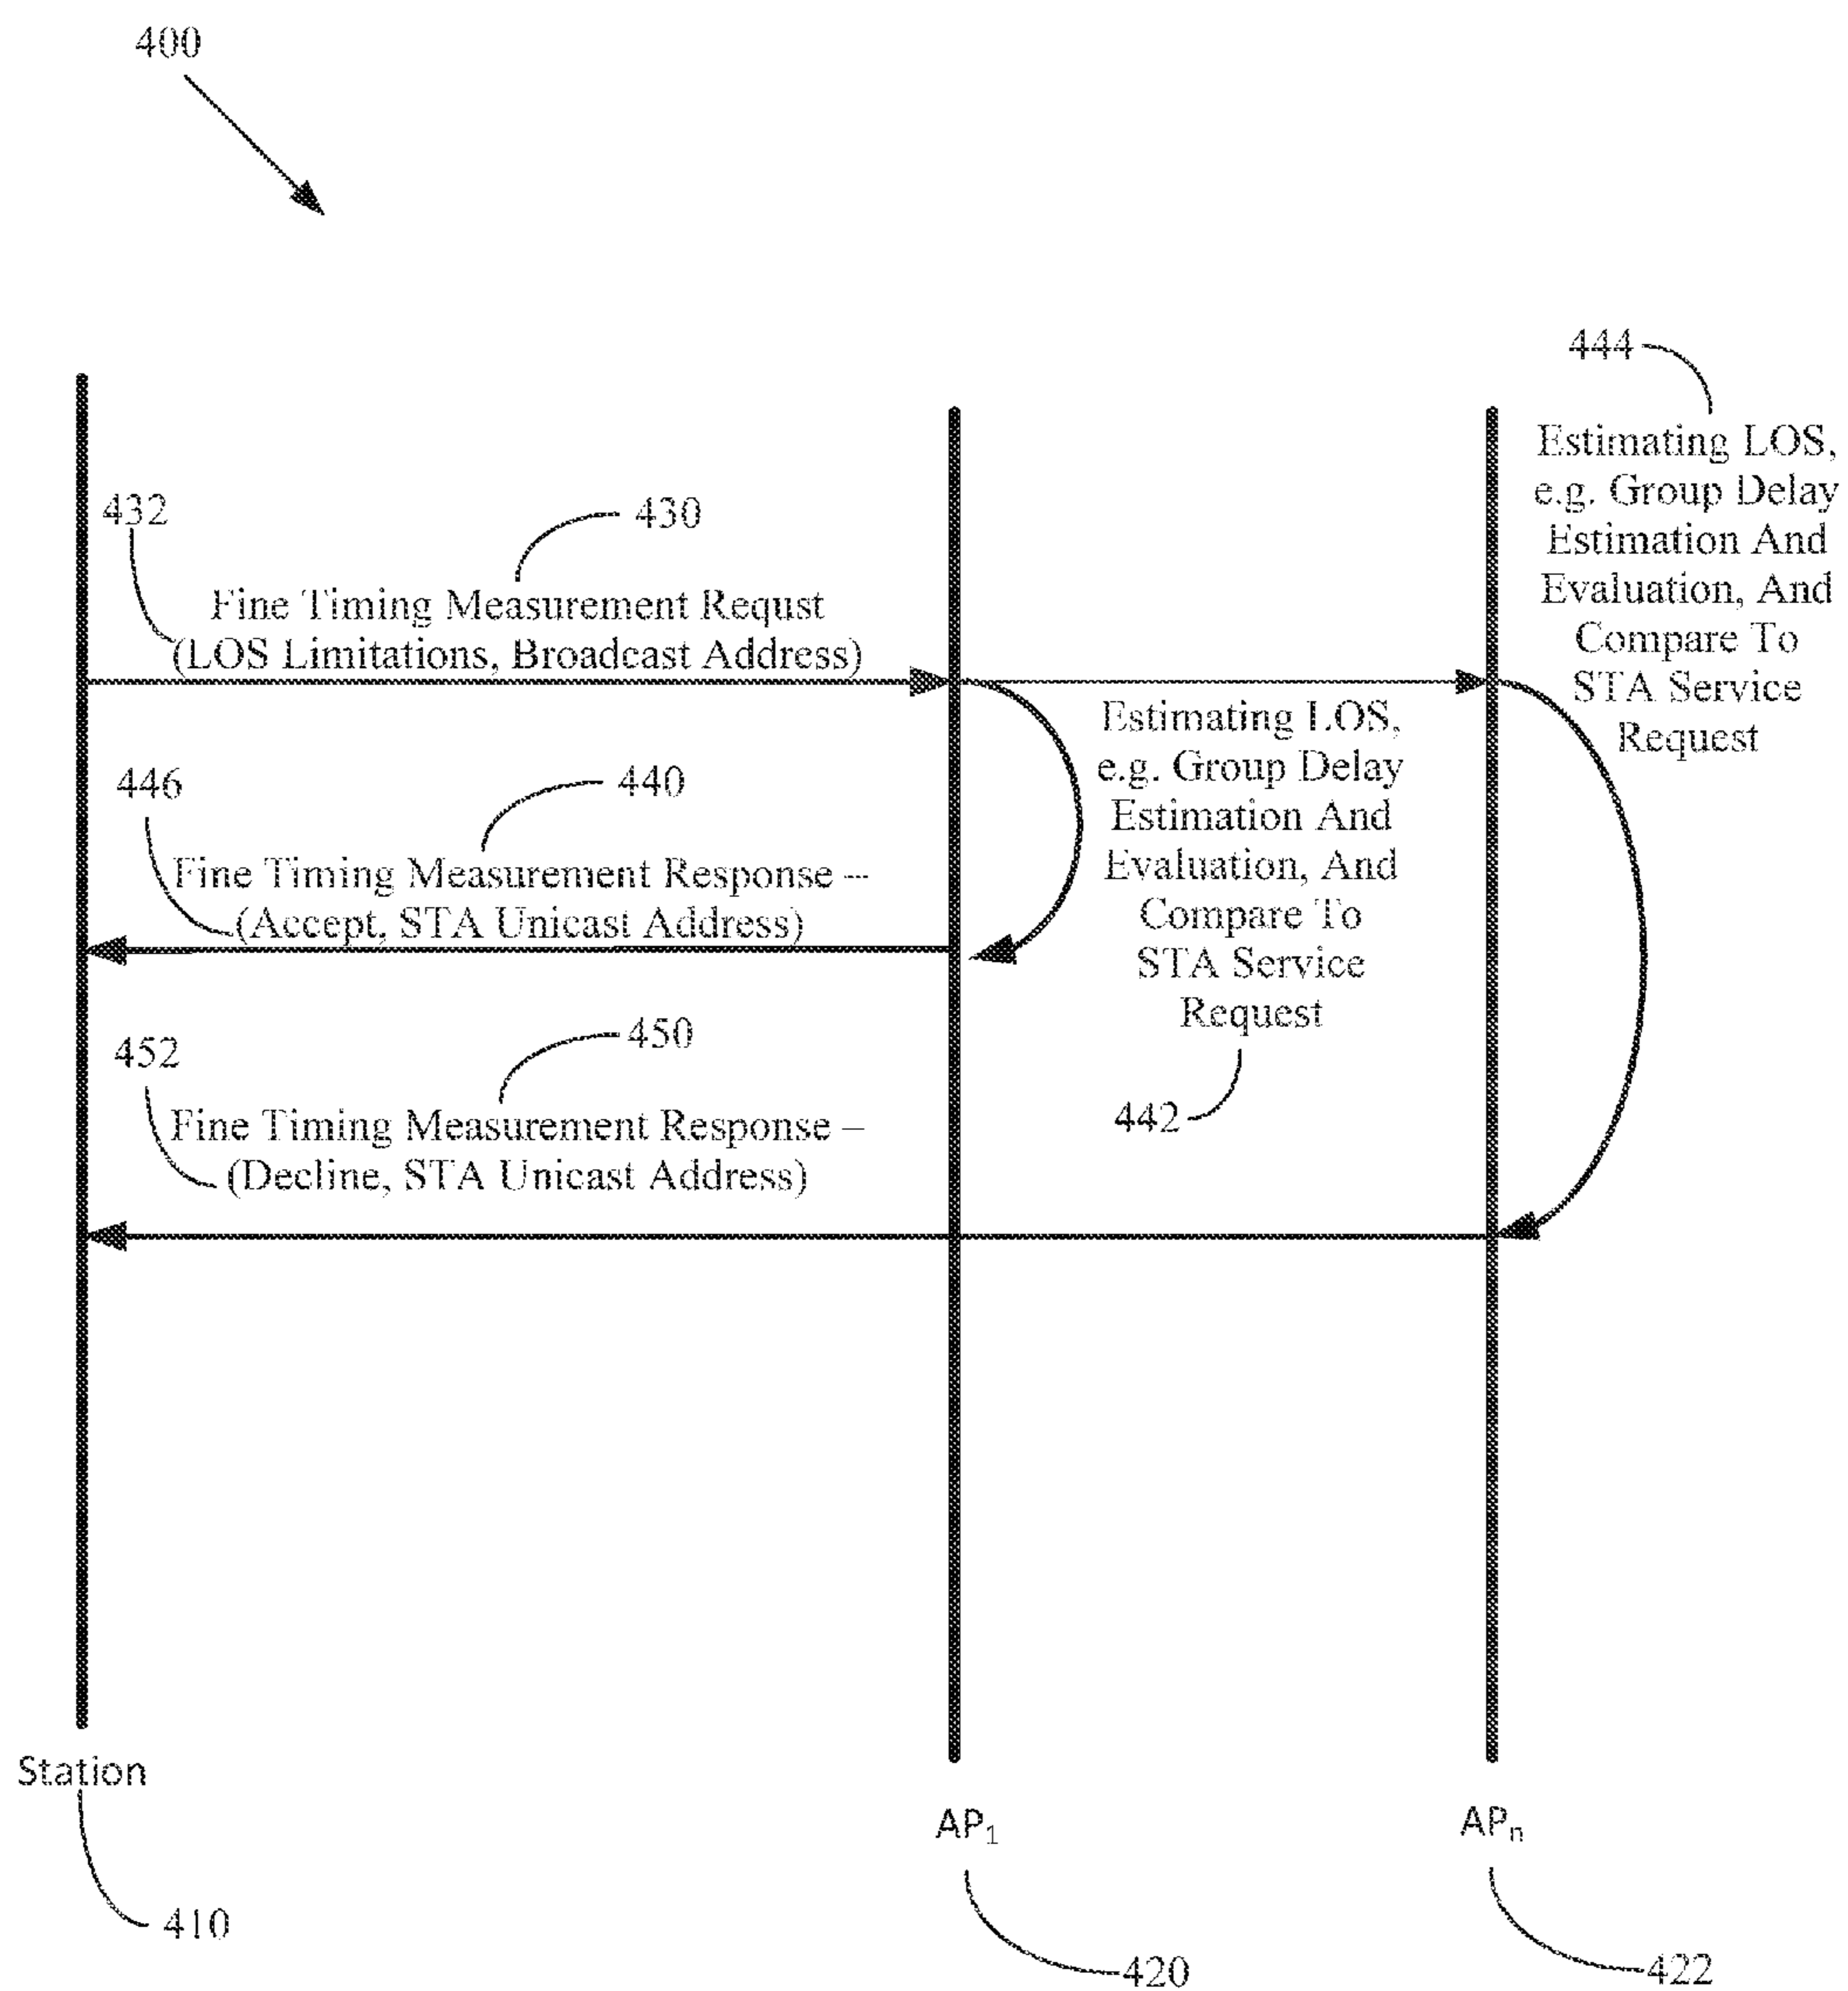 400
444
Estimating LOS,
e.g. Group Delay
Estimation And
Evaluation, And
Compare To
STA Service
Request
432
430
Fine Timing Measurement Requst
(LOS Limitations, Broadcast Address)
Estimating LOS,
e.g. Group Delay
Estimation And
Evaluation, And
Compare To
STA Service
Request
442
446
440
Fine Timing Measurement Response –
(Accept, STA Unicast Address)
452
450
Fine Timing Measurement Response –
(Decline, STA Unicast Address)
Station
AP₁
APₙ
410
420
422